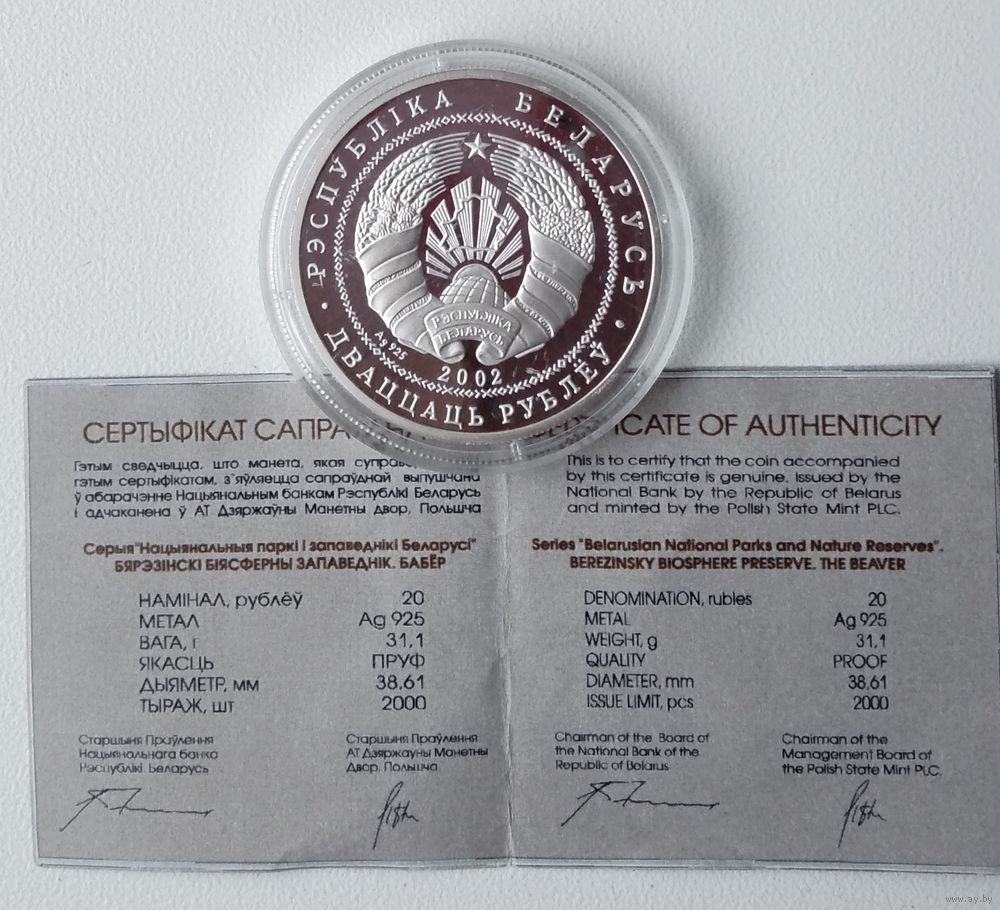 РЭСПУБЛІКА БЕЛАРУСЬ
РЭСПУБЛІКА
БЕЛАРУСЬ
Ag 925
2002
ДВАЦЦАЦЬ РУБЛЁЎ
СЕРТЫФІКАТ
Гэтым сведчыцца, што манета, якая
гэтым сертыфікатам, з'яўляецца сапраўднай выпушчана
ў абарачэнне Нацыянальным банкам Рэспублікі Беларусь
і адчаканена ў АТ Дзяржаўны Манетны двор, Польшча
Серыя "Нацыянальныя паркі і запаведнікі Беларусі"
БЯРЭЗІНСКІ БІЯСФЕРНЫ ЗАПАВЕДНІК. БАБЁР
НАМІНАЛ, рублёў 20
МЕТАЛ Ag 925
ВАГА, г 31,1
ЯКАСЦЬ ПРУФ
ДЫЯМЕТР, мм 38,61
ТЫРАЖ, шт 2000
Старшыня Праўлення
Нацыянальнага банка
Рэспублікі Беларусь
Старшыня Праўлення
АТ Дзяржауны Манетны
Двор, Польшча
OF AUTHENTICITY
This is to certify that the coin accompanied
by this certificate is genuine, issued by the
National Bank by the Republic of Belarus
and minted by the Polish State Mint PLC.
Series "Belarusian National Parks and Nature Reserves".
BEREZINSKY BIOSPHERE PRESERVE. THE BEAVER
DENOMINATION, rubles 20
METAL Ag 925
WEIGHT, g 31,1
QUALITY PROOF
DIAMETER, mm 38,61
ISSUE LIMIT, pcs 2000
Chairman of the Board of
the National Bank of the
Republic of Belarus
Chairman of the
Management Board of
the Polish State Mint PLC.
www.ay.by